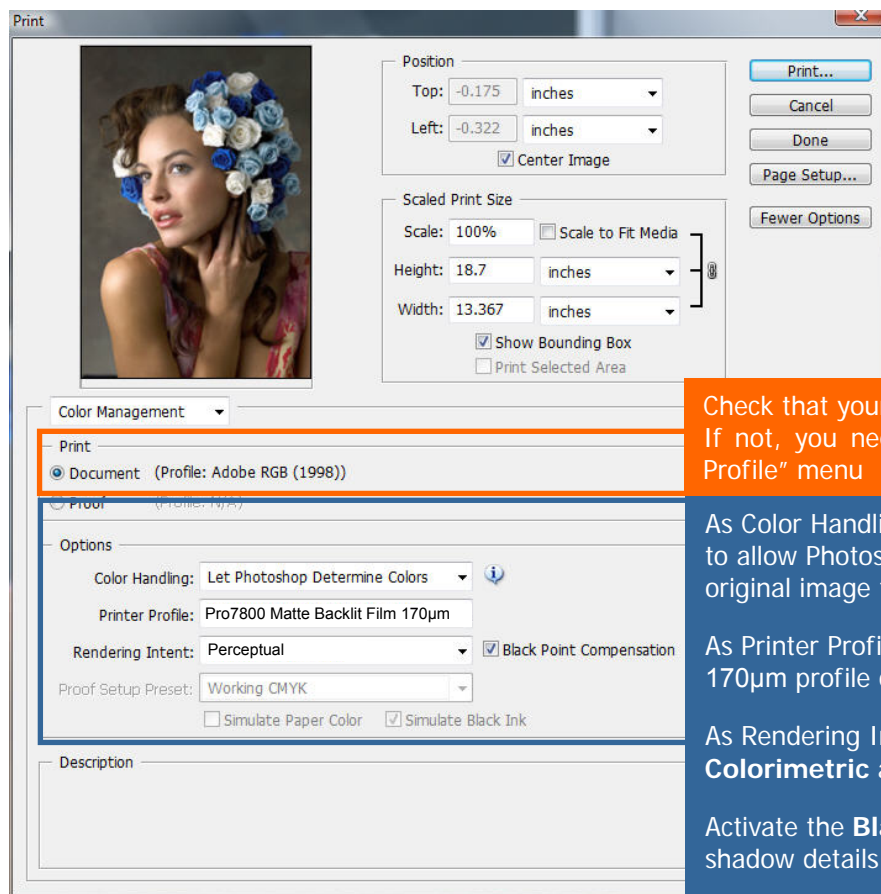 Print
Position
Top: -0.175 inches
Left: -0.322 inches
Center Image
Scaled Print Size
Scale: 100% Scale to Fit Media
Height: 18.7 inches
Width: 13.367 inches
Show Bounding Box
Print Selected Area
Print...
Cancel
Done
Page Setup...
Fewer Options
Color Management
Print
Document (Profile: Adobe RGB (1998))
Proof (Profile: N/A)
Options
Color Handling: Let Photoshop Determine Colors
Printer Profile: Pro7800 Matte Backlit Film 170µm
Rendering Intent: Perceptual Black Point Compensation
Proof Setup Preset: Working CMYK
Simulate Paper Color Simulate Black Ink
Description
Check that you
If not, you
Profile” menu
As Color
to allow
original image
As Printer
170µm profile
As Rendering
Colorimetric
Activate the
shadow details